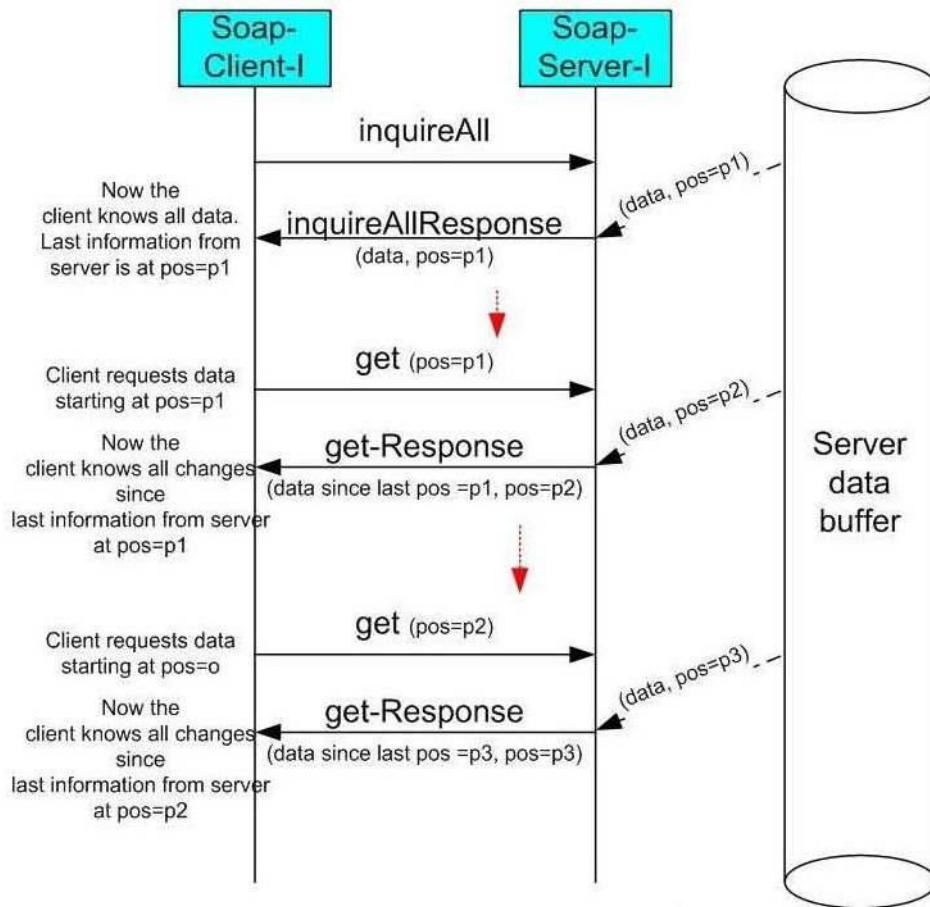 Soap-
Client-I
Soap-
Server-I
inquireAll
(data, pos=p1)
Now the
client knows all data.
Last information from
server is at pos=p1
inquireAllResponse
(data, pos=p1)
get (pos=p1)
Client requests data
starting at pos=p1
(data, pos=p2)
Now the
client knows all changes
since
last information from server
at pos=p1
get-Response
(data since last pos =p1, pos=p2)
Server
data
buffer
get (pos=p2)
Client requests data
starting at pos=o
(data, pos=p3)
Now the
client knows all changes
since
last information from server
at pos=p2
get-Response
(data since last pos =p3, pos=p3)